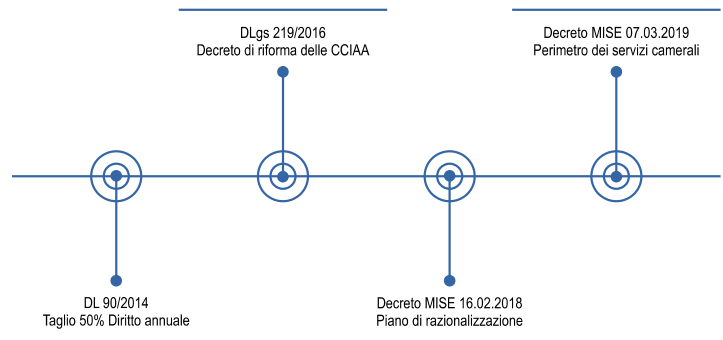 DLgs 219/2016
Decreto di riforma delle CCIAA
Decreto MISE 07.03.2019
Perimetro dei servizi camerali
DL 90/2014
Taglio 50% Diritto annuale
Decreto MISE 16.02.2018
Piano di razionalizzazione